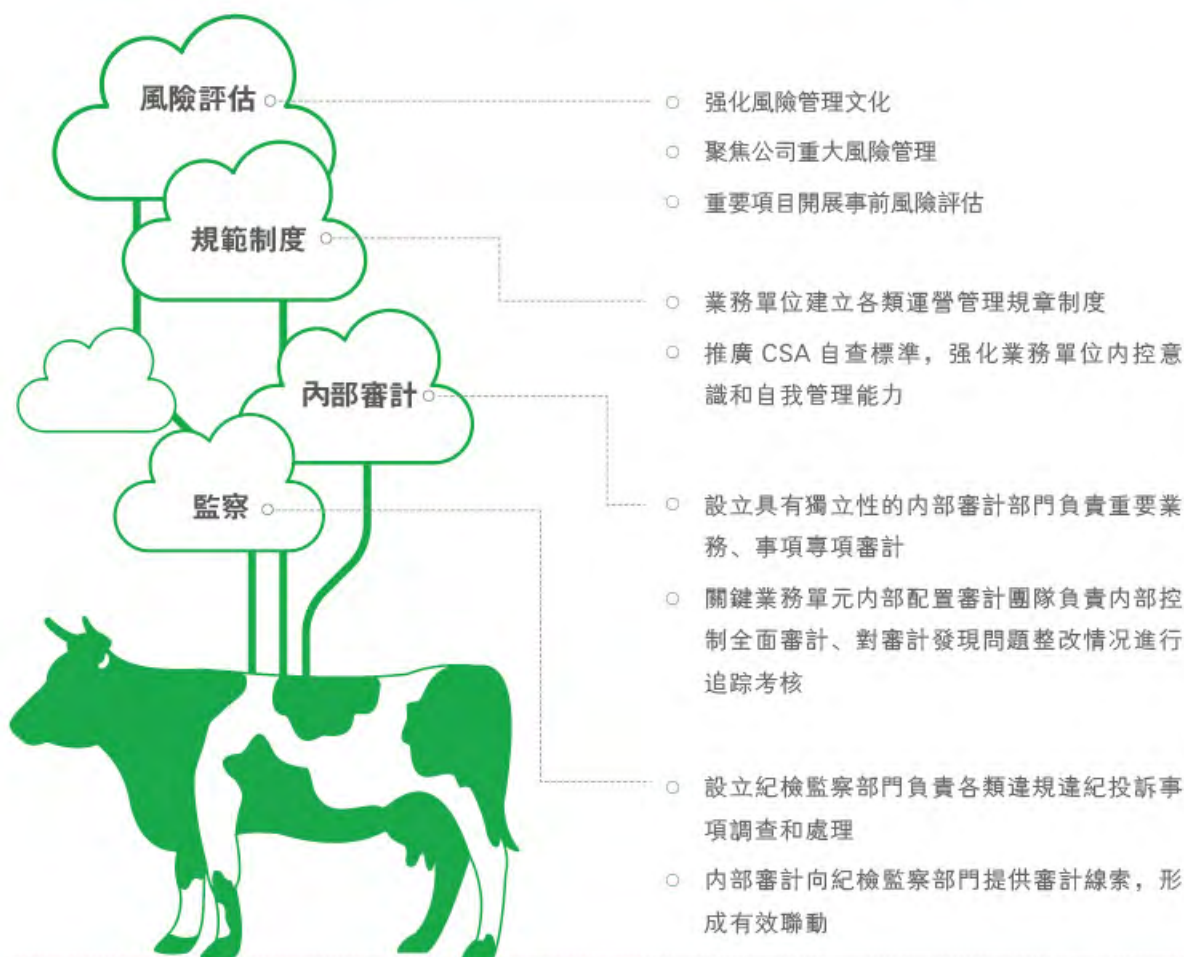 風險評估
强化風險管理文化
聚焦公司重大風險管理
重要項目開展事前風險評估
規範制度
業務單位建立各類運營管理規章制度
推廣 CSA 自查標準，强化業務單位内控意
識和自我管理能力
內部審計
設立具有獨立性的内部審計部門負責重要業
務、事項專項審計
關鍵業務單元内部配置審計團隊負責内部控
制全面審計、對審計發現問題整改情况進行
追踪考核
監察
設立紀檢監察部門負責各類違規違紀投訴事
項調查和處理
内部審計向紀檢監察部門提供審計線索，形
成有效聯動